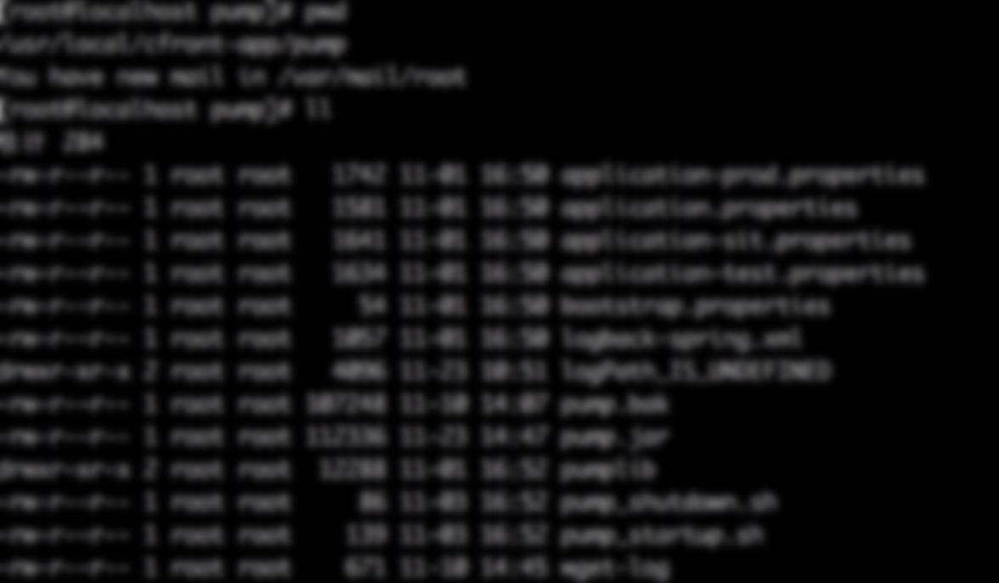 [root@localhost pump]# pwd
/usr/local/cfront-app/pump
You have new mail in /var/mail/root
[root@localhost pump]# ll
总计 284
-rw-r--r-- 1 root root 1742 11-01 16:50 application-prod.properties
-rw-r--r-- 1 root root 1581 11-01 16:50 application.properties
-rw-r--r-- 1 root root 1641 11-01 16:50 application-sit.properties
-rw-r--r-- 1 root root 1634 11-01 16:50 application-test.properties
-rw-r--r-- 1 root root 54 11-01 16:50 bootstrap.properties
-rw-r--r-- 1 root root 1057 11-01 16:50 logback-spring.xml
drwxr-xr-x 2 root root 4096 11-23 10:51 logPath_IS_UNDEFINED
-rw-r--r-- 1 root root 107248 11-10 14:07 pump.bak
-rw-r--r-- 1 root root 112336 11-23 14:47 pump.jar
drwxr-xr-x 2 root root 12288 11-01 16:52 pumplib
-rw-r--r-- 1 root root 86 11-03 16:52 pump_shutdown.sh
-rw-r--r-- 1 root root 139 11-03 16:52 pump_startup.sh
-rw-r--r-- 1 root root 671 11-10 14:45 wget-log